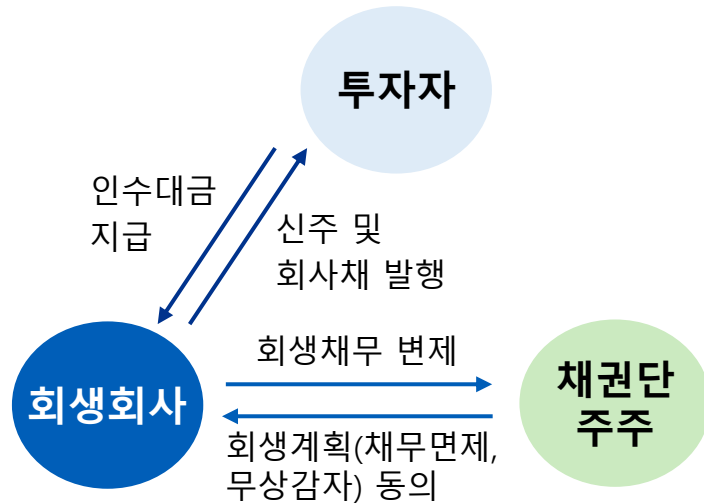 투자자
인수대금
지급
신주 및
회사채 발행
회생채무 변제
회생회사
채권단
주주
회생계획(채무면제,
무상감자) 동의